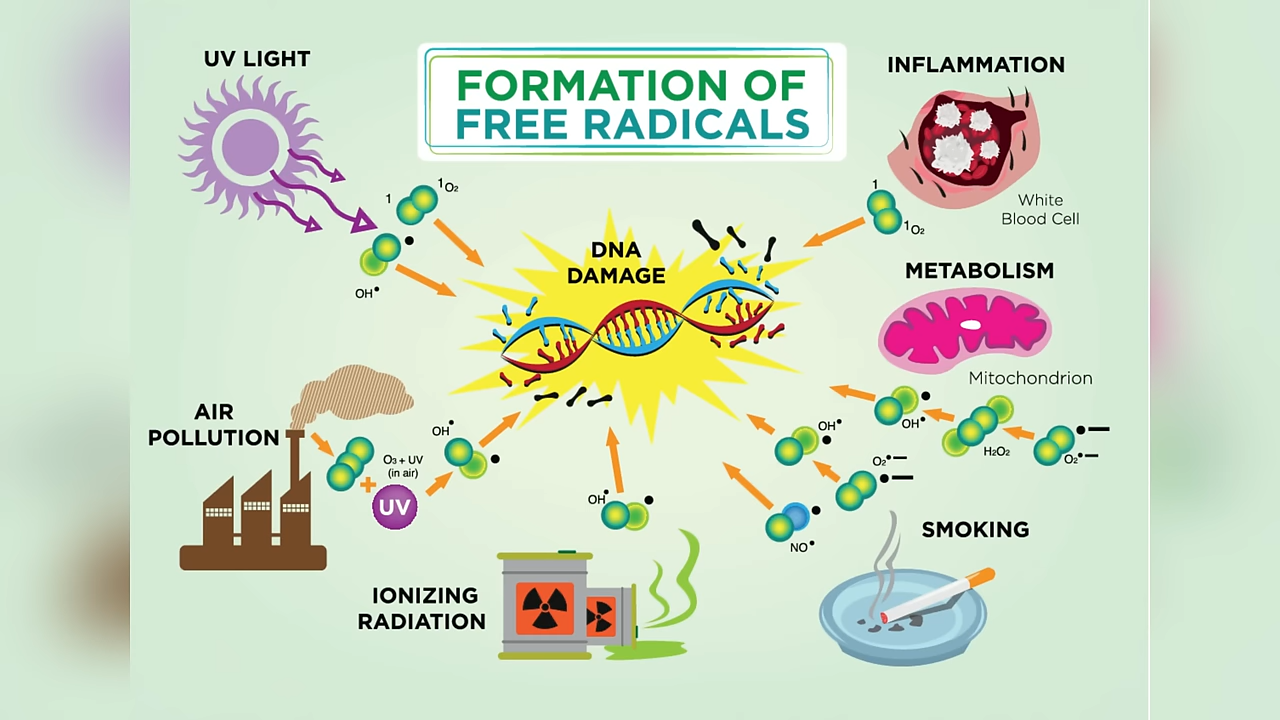 FORMATION OF
FREE RADICALS
UV LIGHT
1
¹O₂
OH•
INFLAMMATION
White
Blood Cell
1
¹O₂
DNA
DAMAGE
METABOLISM
Mitochondrion
OH•
H₂O₂
O₂•−
AIR
POLLUTION
O₃ + UV
(in air)
UV
OH•
OH•
OH•
O₂•−
NO•
SMOKING
IONIZING
RADIATION